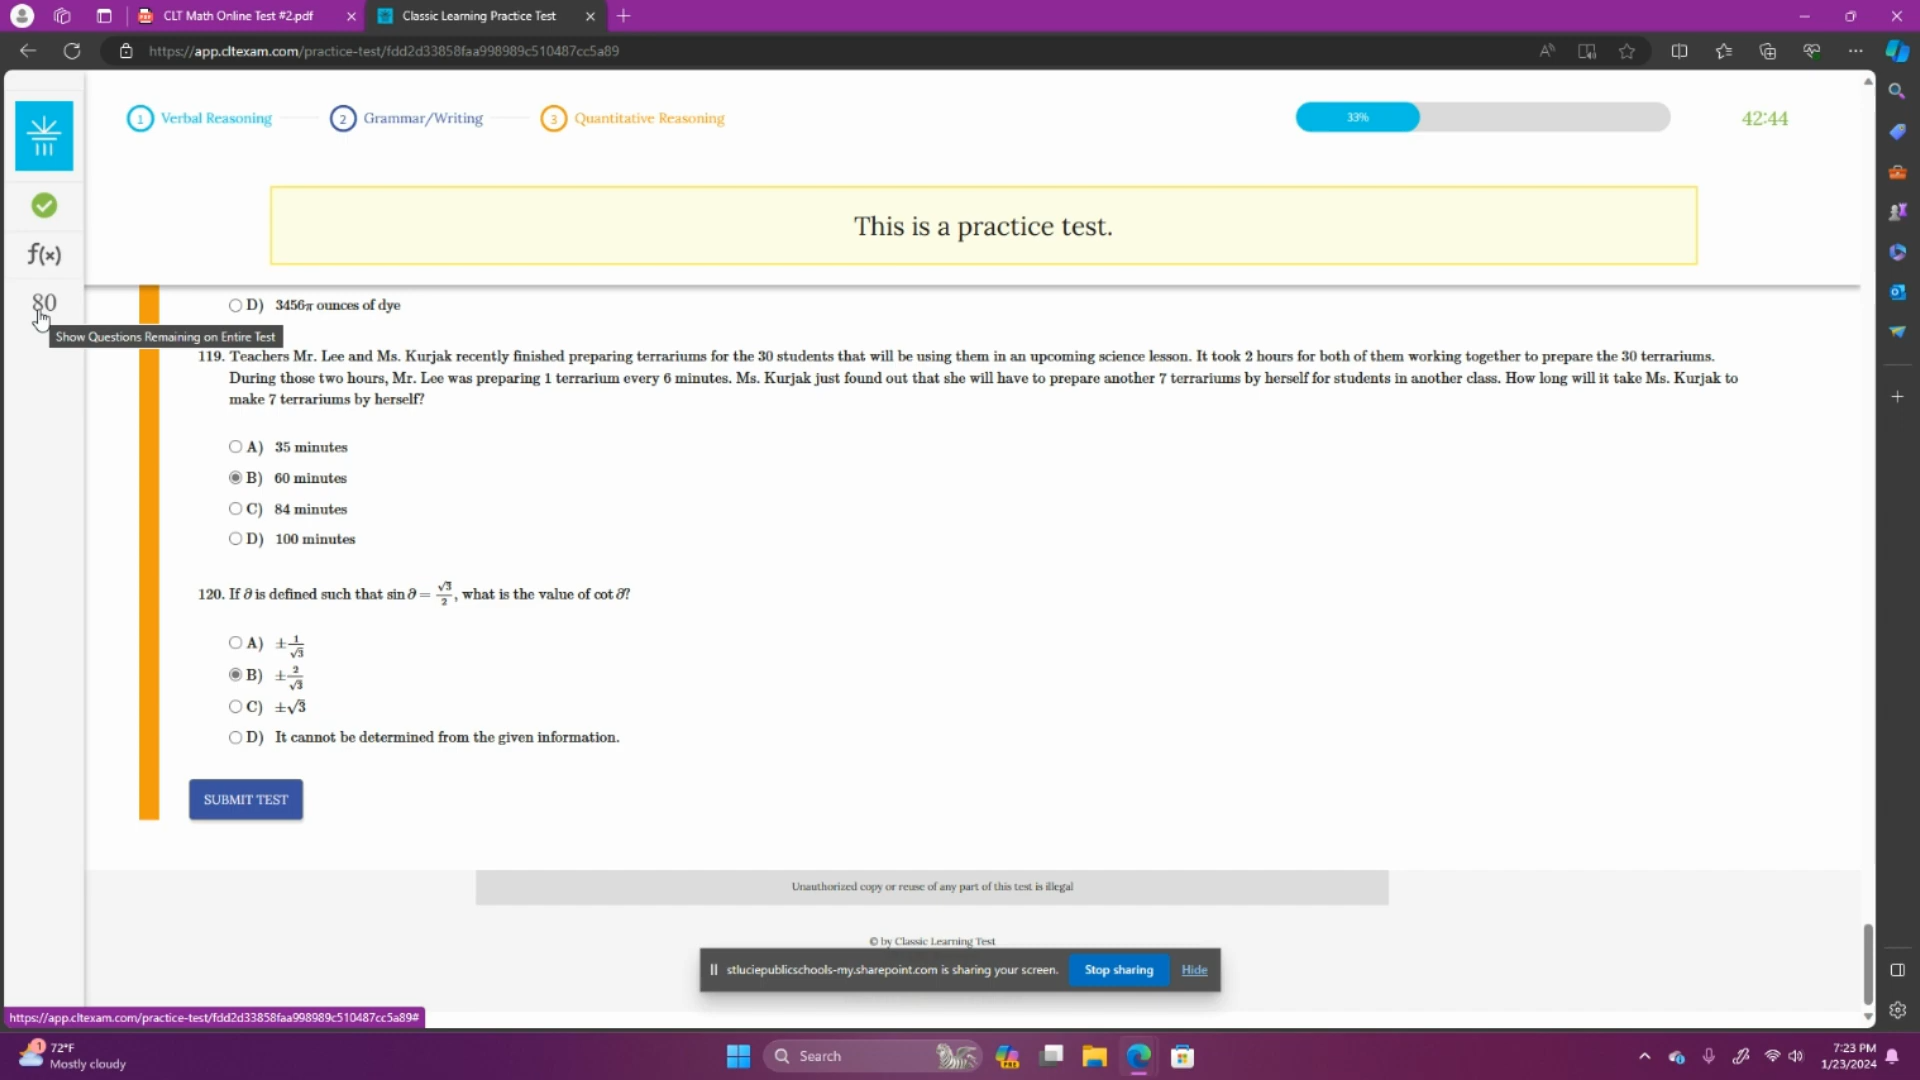 CLT Math Online Test #2.pdf
Classic Learning Practice Test
https://app.cltexam.com/practice-test/fdd2d33858faa998989c510487cc5a89
1 Verbal Reasoning
2 Grammar/Writing
3 Quantitative Reasoning
33%
42:44
This is a practice test.
f(x)
80
Show Questions Remaining on Entire Test
D) 3456π ounces of dye
119. Teachers Mr. Lee and Ms. Kurjak recently finished preparing terrariums for the 30 students that will be using them in an upcoming science lesson. It took 2 hours for both of them working together to prepare the 30 terrariums.
During those two hours, Mr. Lee was preparing 1 terrarium every 6 minutes. Ms. Kurjak just found out that she will have to prepare another 7 terrariums by herself for students in another class. How long will it take Ms. Kurjak to
make 7 terrariums by herself?
A) 35 minutes
B) 60 minutes
C) 84 minutes
D) 100 minutes
120. If ∂ is defined such that sin ∂ = √3/2, what is the value of cot ∂?
A) ±1/√3
B) ±2/√3
C) ±√3
D) It cannot be determined from the given information.
SUBMIT TEST
Unauthorized copy or reuse of any part of this test is illegal
© by Classic Learning Test
stluciepublicschools-my.sharepoint.com is sharing your screen.
Stop sharing
Hide
https://app.cltexam.com/practice-test/fdd2d33858faa998989c510487cc5a89#
1
72°F
Mostly cloudy
Search
PRE
7:23 PM
1/23/2024